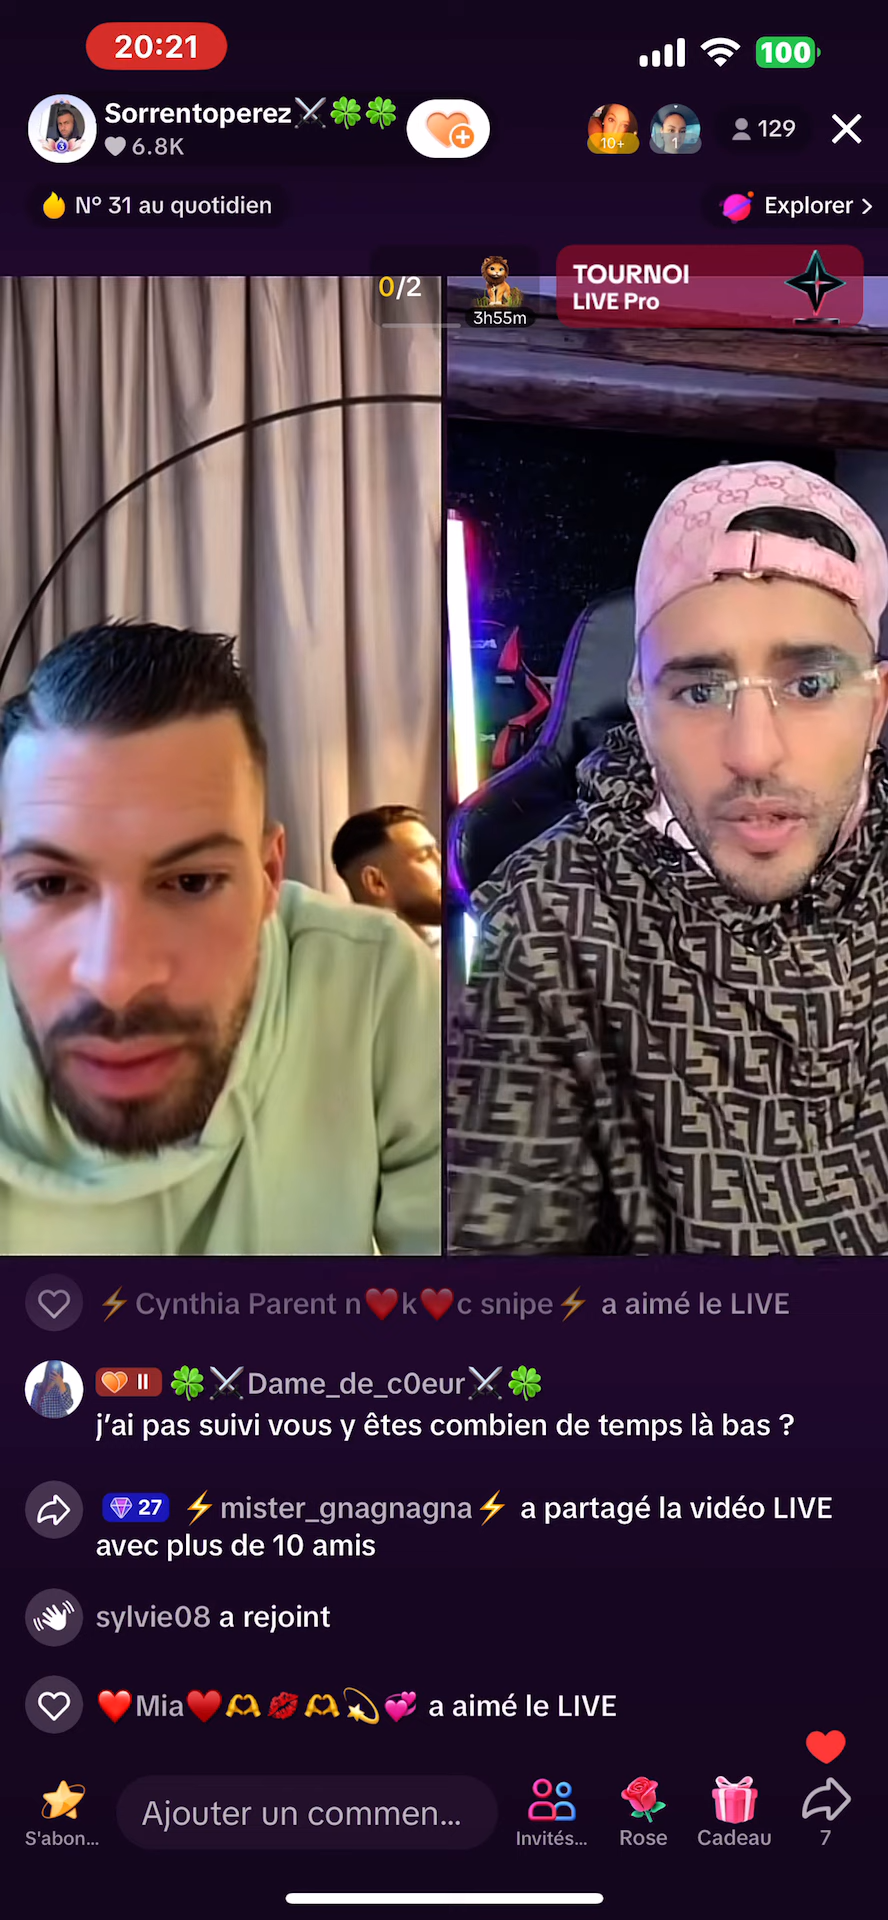 20:21
100
Sorrentoperez⚔️🍀🍀
6.8K
10+
1
129
N° 31 au quotidien
Explorer >
0/2
3h55m
TOURNOI
LIVE Pro
⚡Cynthia Parent n❤️k❤️c snipe⚡ a aimé le LIVE
II 🍀⚔️Dame_de_c0eur⚔️🍀
j'ai pas suivi vous y êtes combien de temps là bas ?
27 ⚡mister_gnagnagna⚡ a partagé la vidéo LIVE
avec plus de 10 amis
sylvie08 a rejoint
❤️Mia❤️🫶💋🫶💫💞 a aimé le LIVE
Ajouter un commen...
S'abon...
Invités...
Rose
Cadeau
7